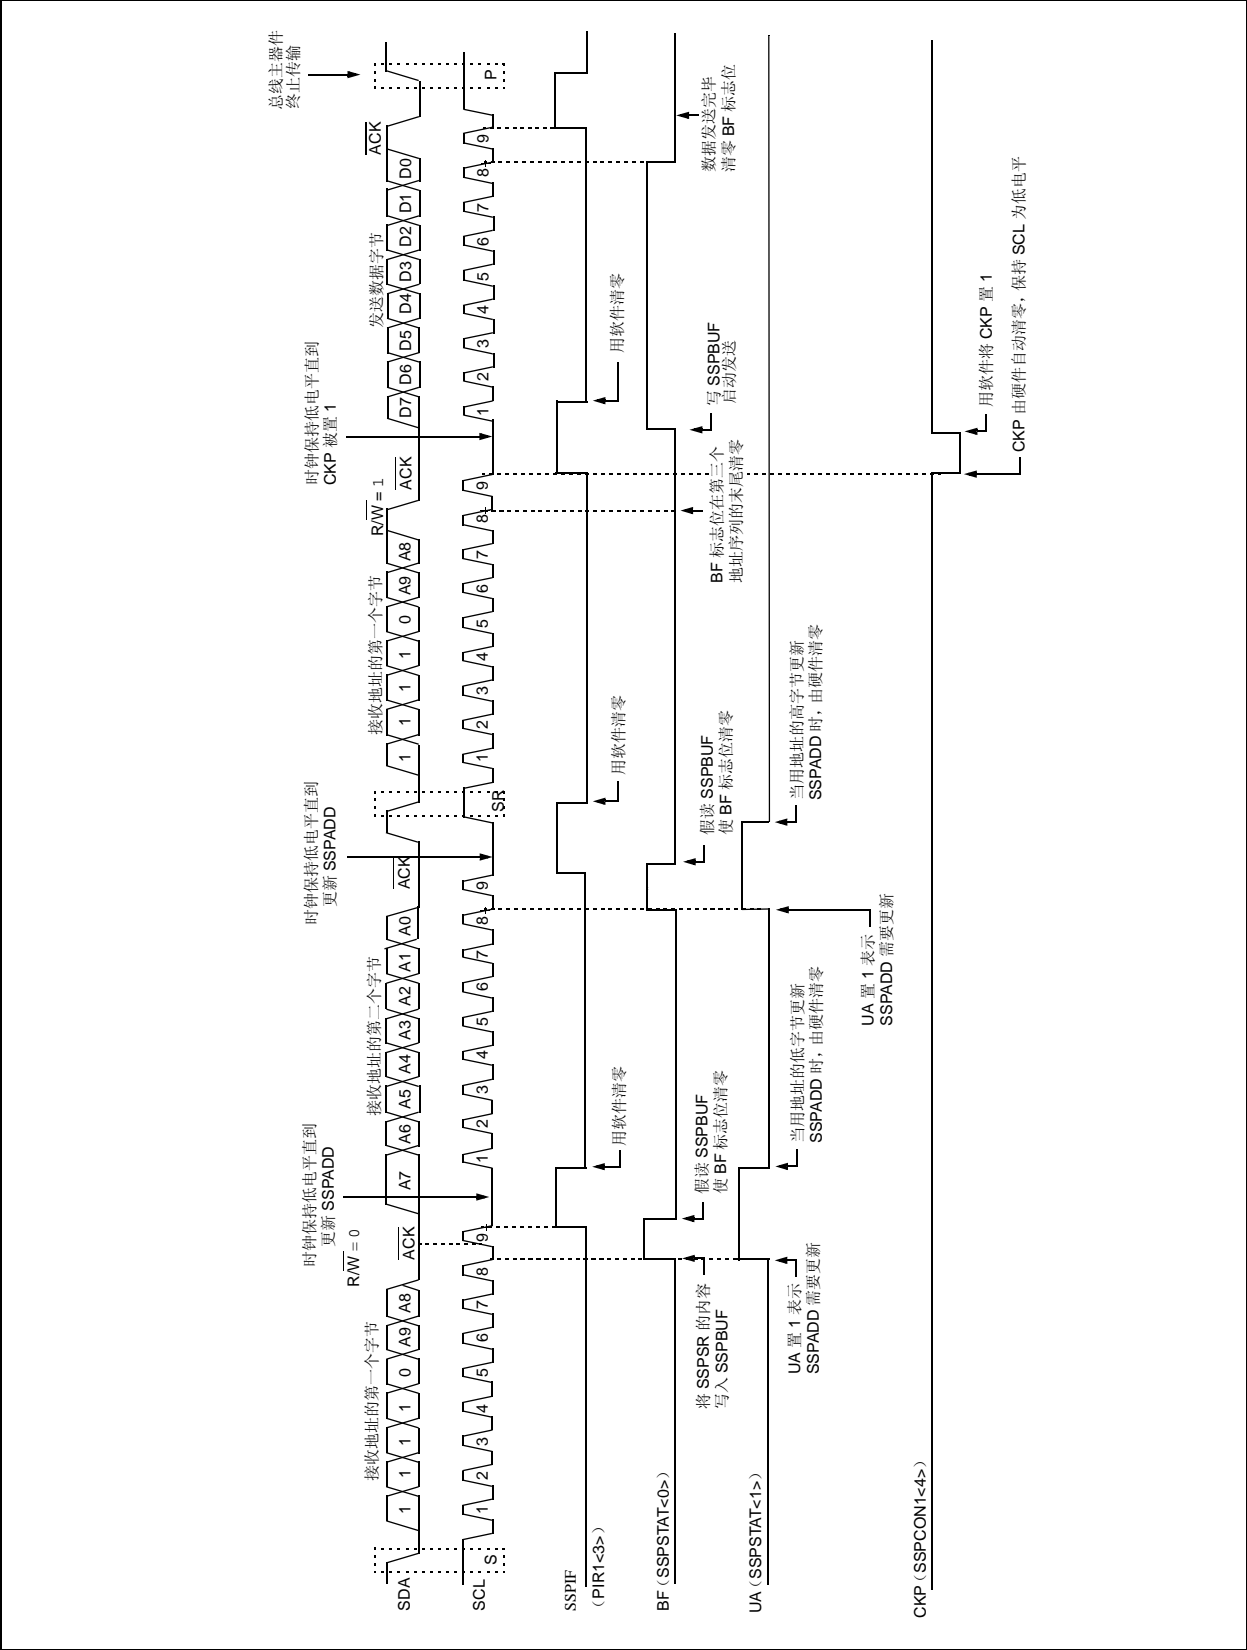 总线主器件
终止传输
时钟保持低电平直到
CKP 被置 1
时钟保持低电平直到
更新 SSPADD
时钟保持低电平直到
更新 SSPADD
R/W = 0
R/W = 1
接收地址的第一个字节
接收地址的第二个字节
接收地址的第一个字节
发送数据字节
SDA
1 1 1 1 0 A9 A8 ACK A7 A6 A5 A4 A3 A2 A1 A0 ACK 1 1 1 1 0 A9 A8 ACK D7 D6 D5 D4 D3 D2 D1 D0 ACK
SCL
S 1 2 3 4 5 6 7 8 9 1 2 3 4 5 6 7 8 9 SR 1 2 3 4 5 6 7 8 9 1 2 3 4 5 6 7 8 9 P
SSPIF
（PIR1<3>）
用软件清零
用软件清零
用软件清零
BF（SSPSTAT<0>）
将 SSPSR 的内容
写入 SSPBUF
假读 SSPBUF
使 BF 标志位清零
假读 SSPBUF
使 BF 标志位清零
BF 标志位在第三个
地址序列的末尾清零
写 SSPBUF
启动发送
数据发送完毕
清零 BF 标志位
UA（SSPSTAT<1>）
UA 置 1 表示
SSPADD 需要更新
当用地址的低字节更新
SSPADD 时，由硬件清零
UA 置 1 表示
SSPADD 需要更新
当用地址的高字节更新
SSPADD 时，由硬件清零
CKP（SSPCON1<4>）
用软件将 CKP 置 1
CKP 由硬件自动清零，保持 SCL 为低电平